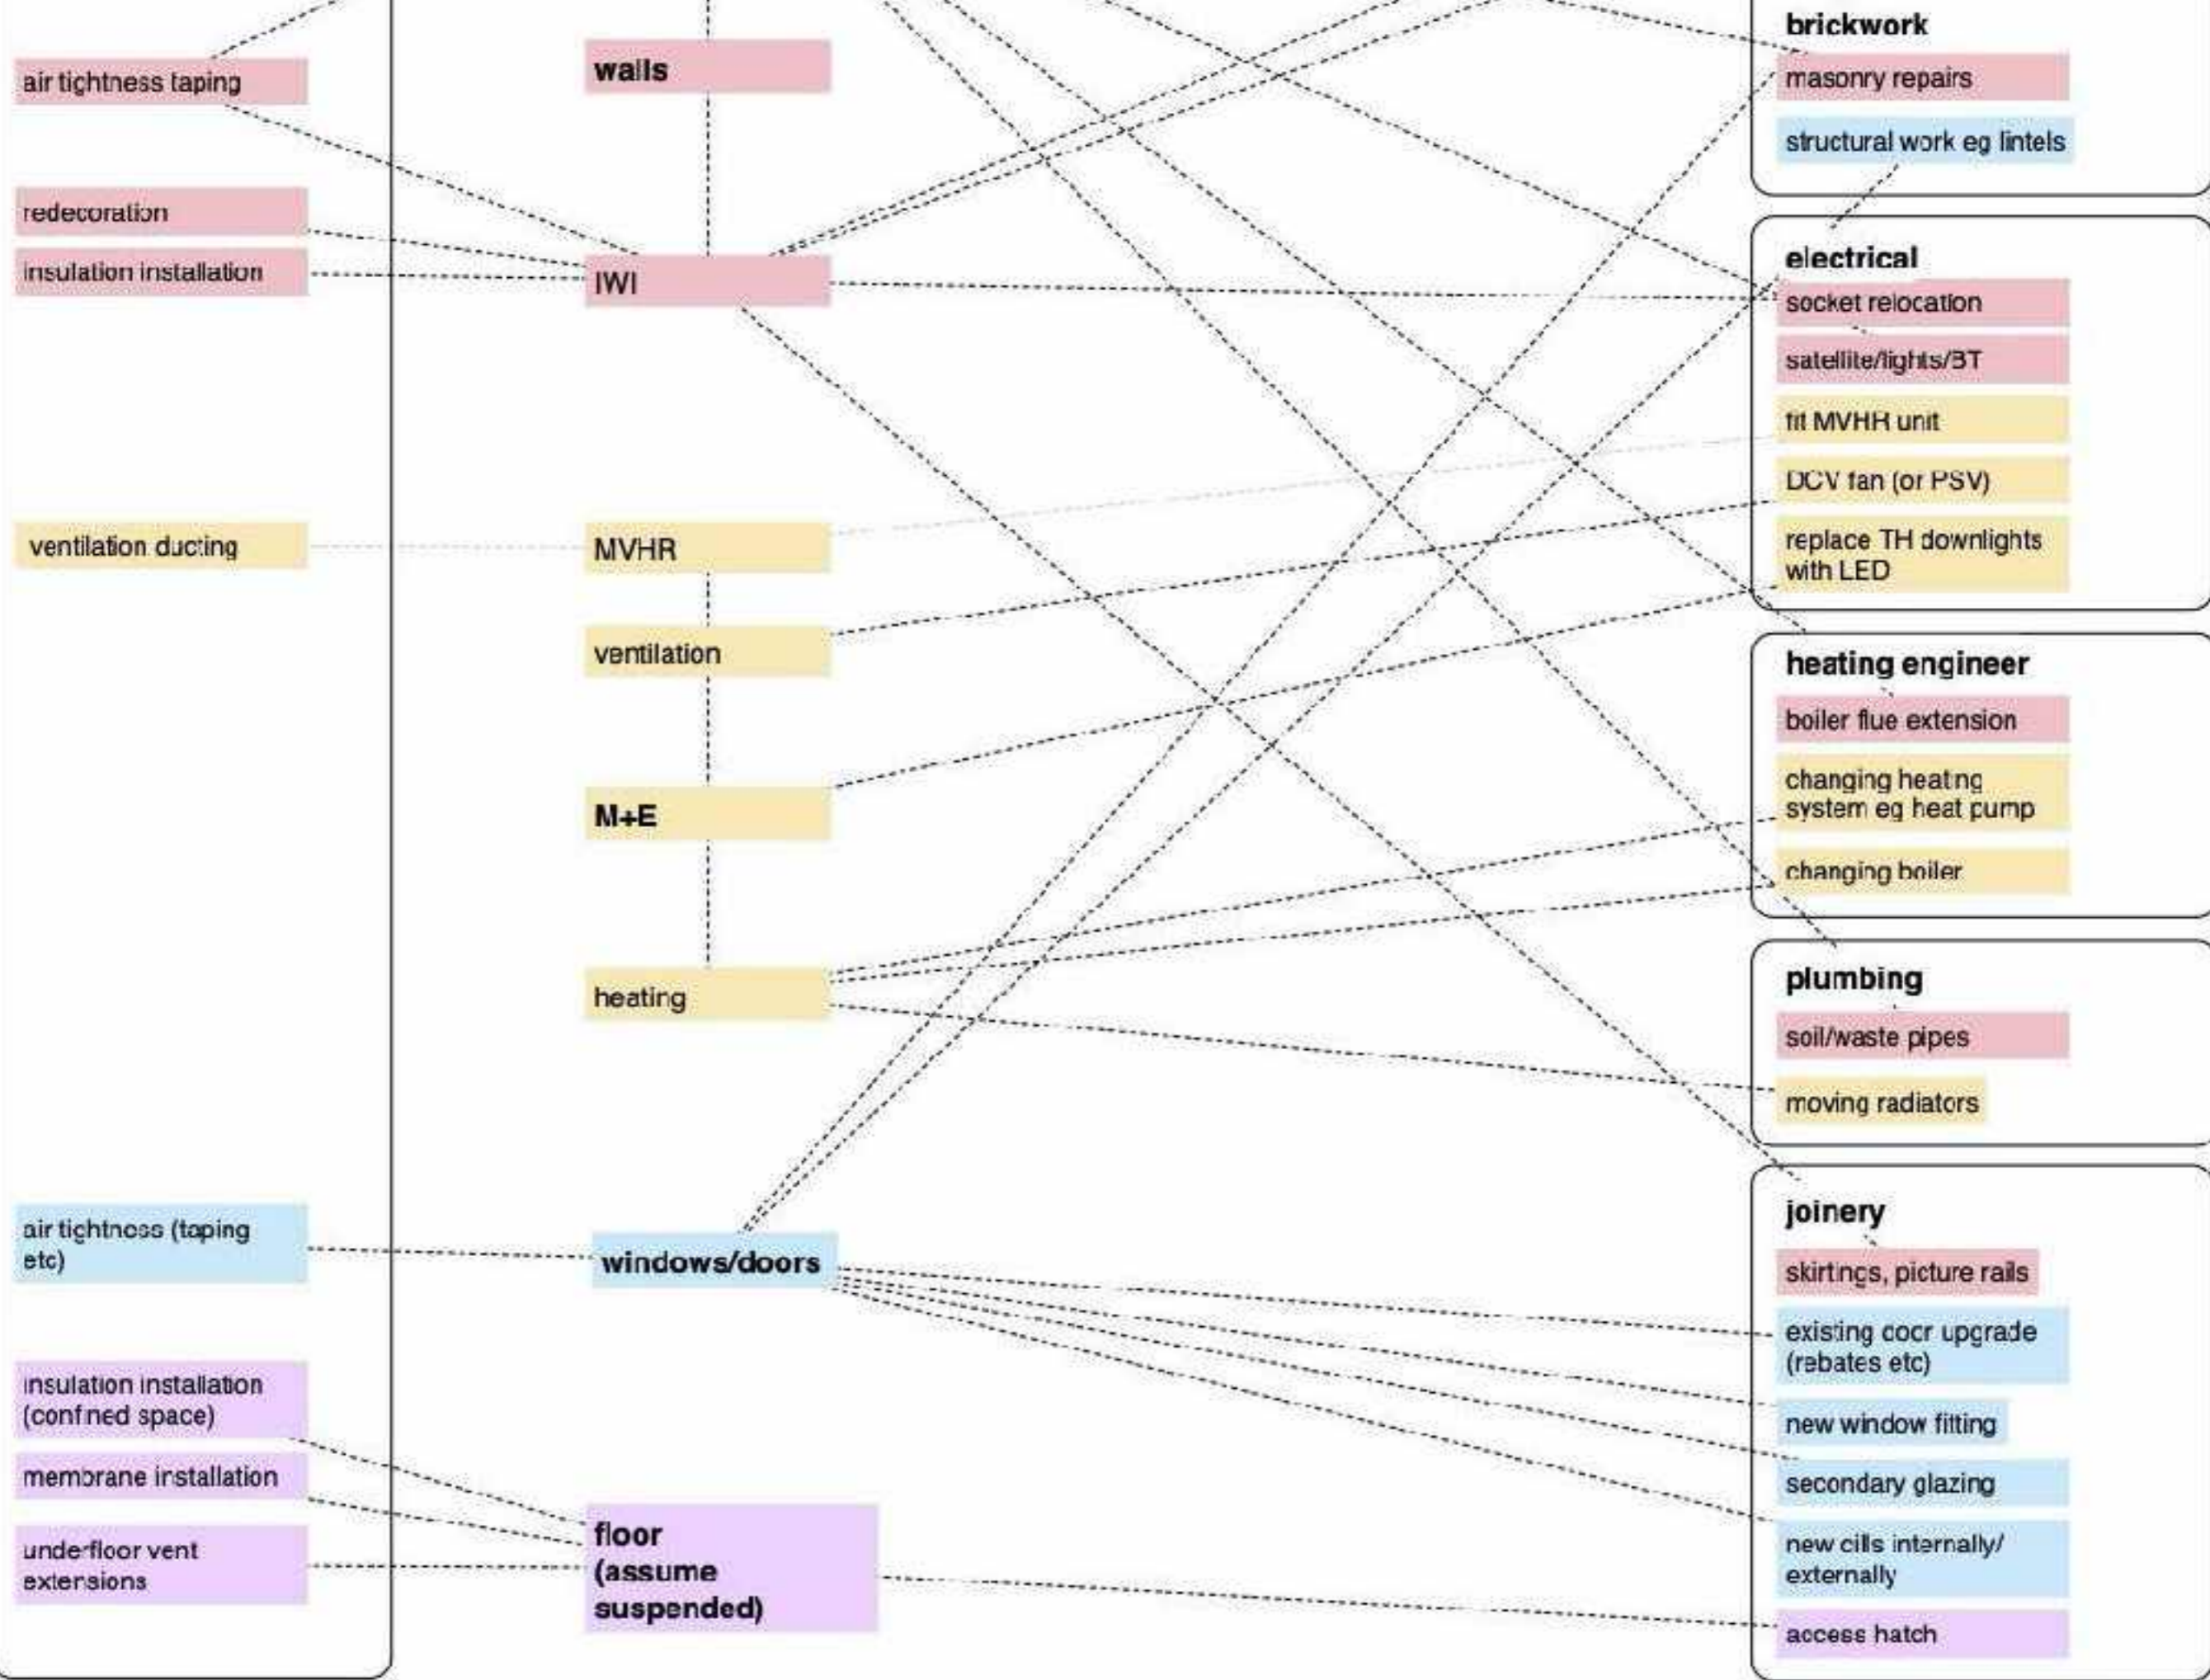 air tightness taping
redecoration
insulation installation
ventilation ducting
air tightness (taping
etc)
insulation installation
(confined space)
membrane installation
underfloor vent
extensions
walls
IWI
MVHR
ventilation
M+E
heating
windows/doors
floor
(assume
suspended)
brickwork
masonry repairs
structural work eg lintels
electrical
socket relocation
satellite/lights/BT
fit MVHR unit
DCV fan (or PSV)
replace TH downlights
with LED
heating engineer
boiler flue extension
changing heating
system eg heat pump
changing boiler
plumbing
soil/waste pipes
moving radiators
joinery
skirtings, picture rails
existing door upgrade
(rebates etc)
new window fitting
secondary glazing
new cills internally/
externally
access hatch